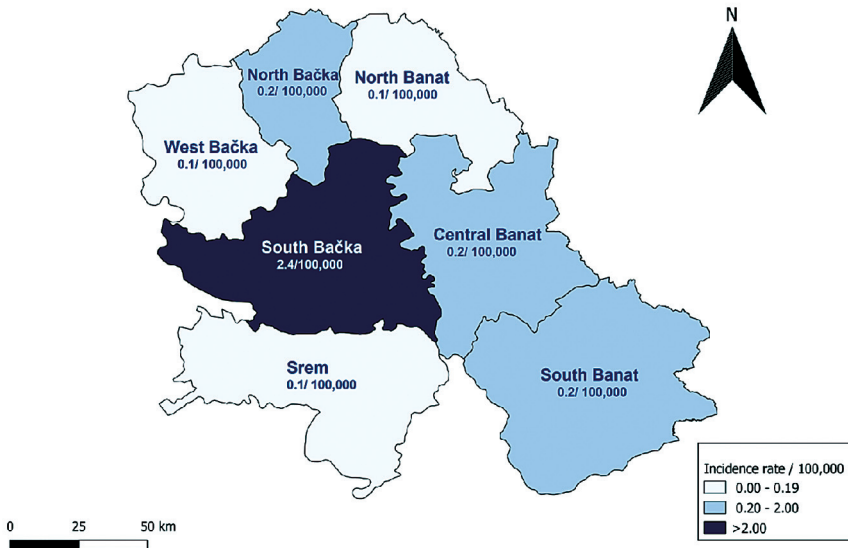 N
North Bačka
0.2/ 100,000
North Banat
0.1/ 100,000
West Bačka
0.1/ 100,000
South Bačka
2.4/100,000
Central Banat
0.2/ 100,000
Srem
0.1/ 100,000
South Banat
0.2/ 100,000
Incidence rate / 100,000
0.00 - 0.19
0.20 - 2.00
>2.00
0 25 50 km